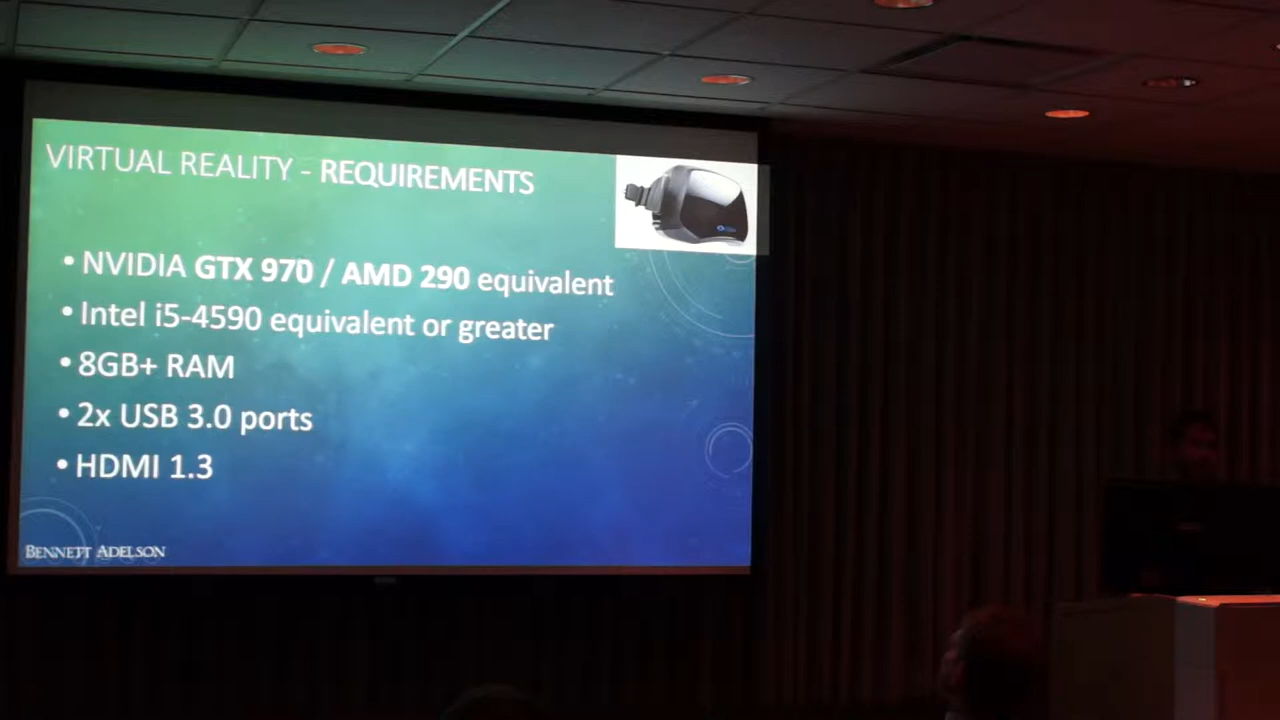 VIRTUAL REALITY - REQUIREMENTS
• NVIDIA GTX 970 / AMD 290 equivalent
• Intel i5-4590 equivalent or greater
• 8GB+ RAM
• 2x USB 3.0 ports
• HDMI 1.3
BENNETT ADELSON